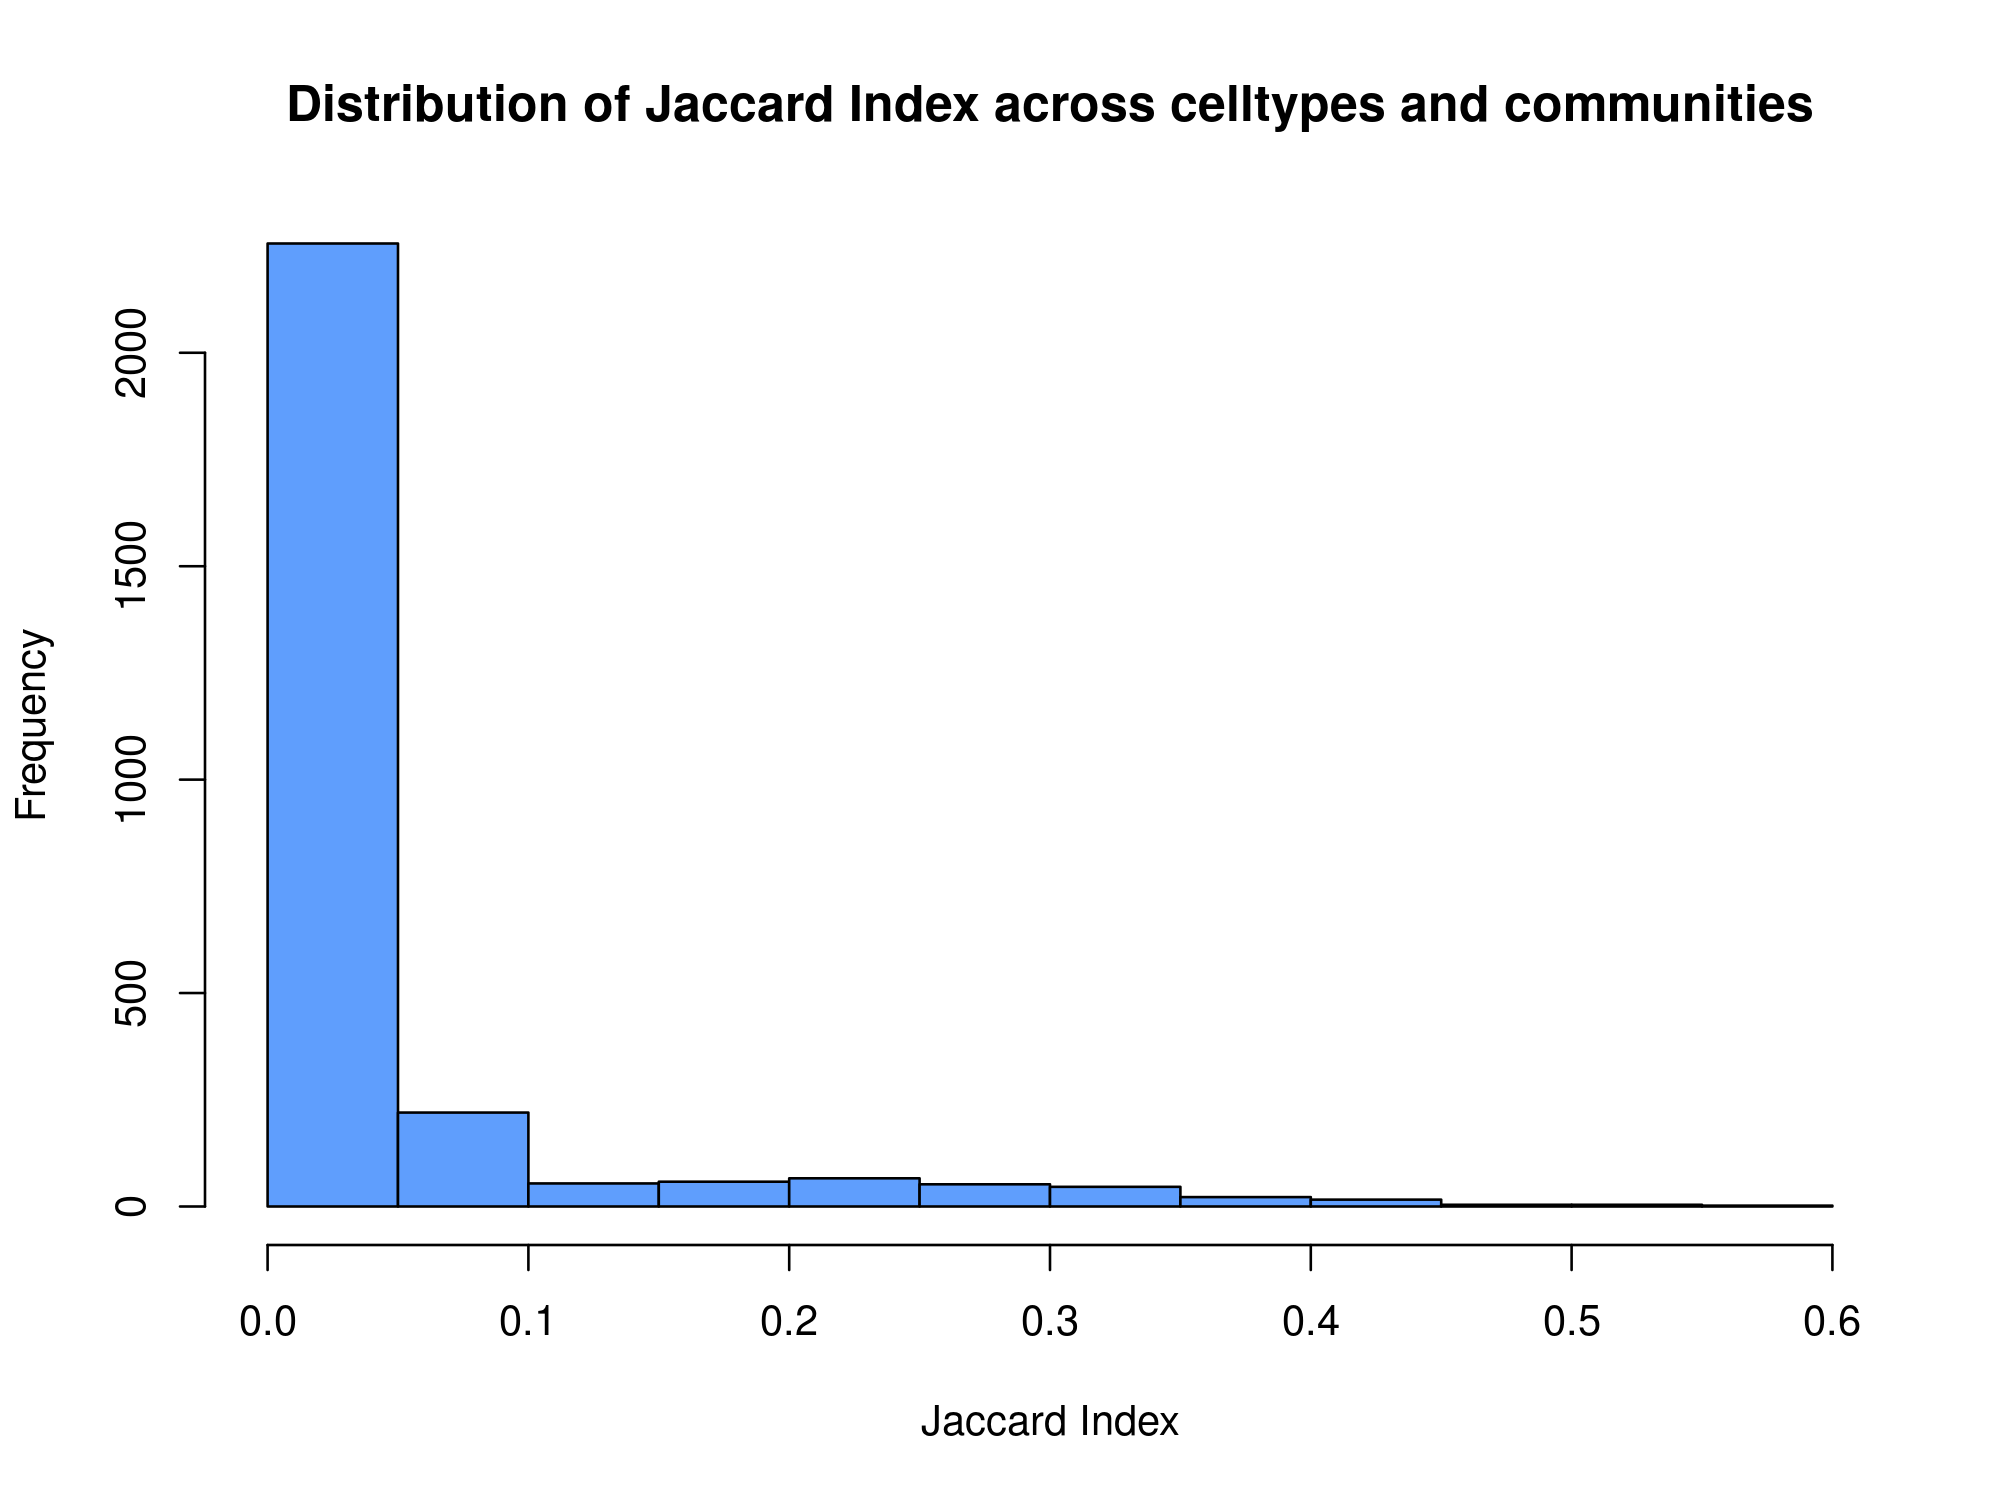 Distribution of Jaccard Index across celltypes and communities
Frequency
2000
1500
1000
500
0
0.0 0.1 0.2 0.3 0.4 0.5 0.6
Jaccard Index